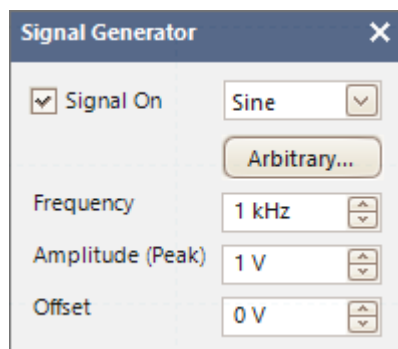 Signal Generator
Signal On
Sine
Arbitrary...
Frequency
1 kHz
Amplitude (Peak)
1 V
Offset
0 V